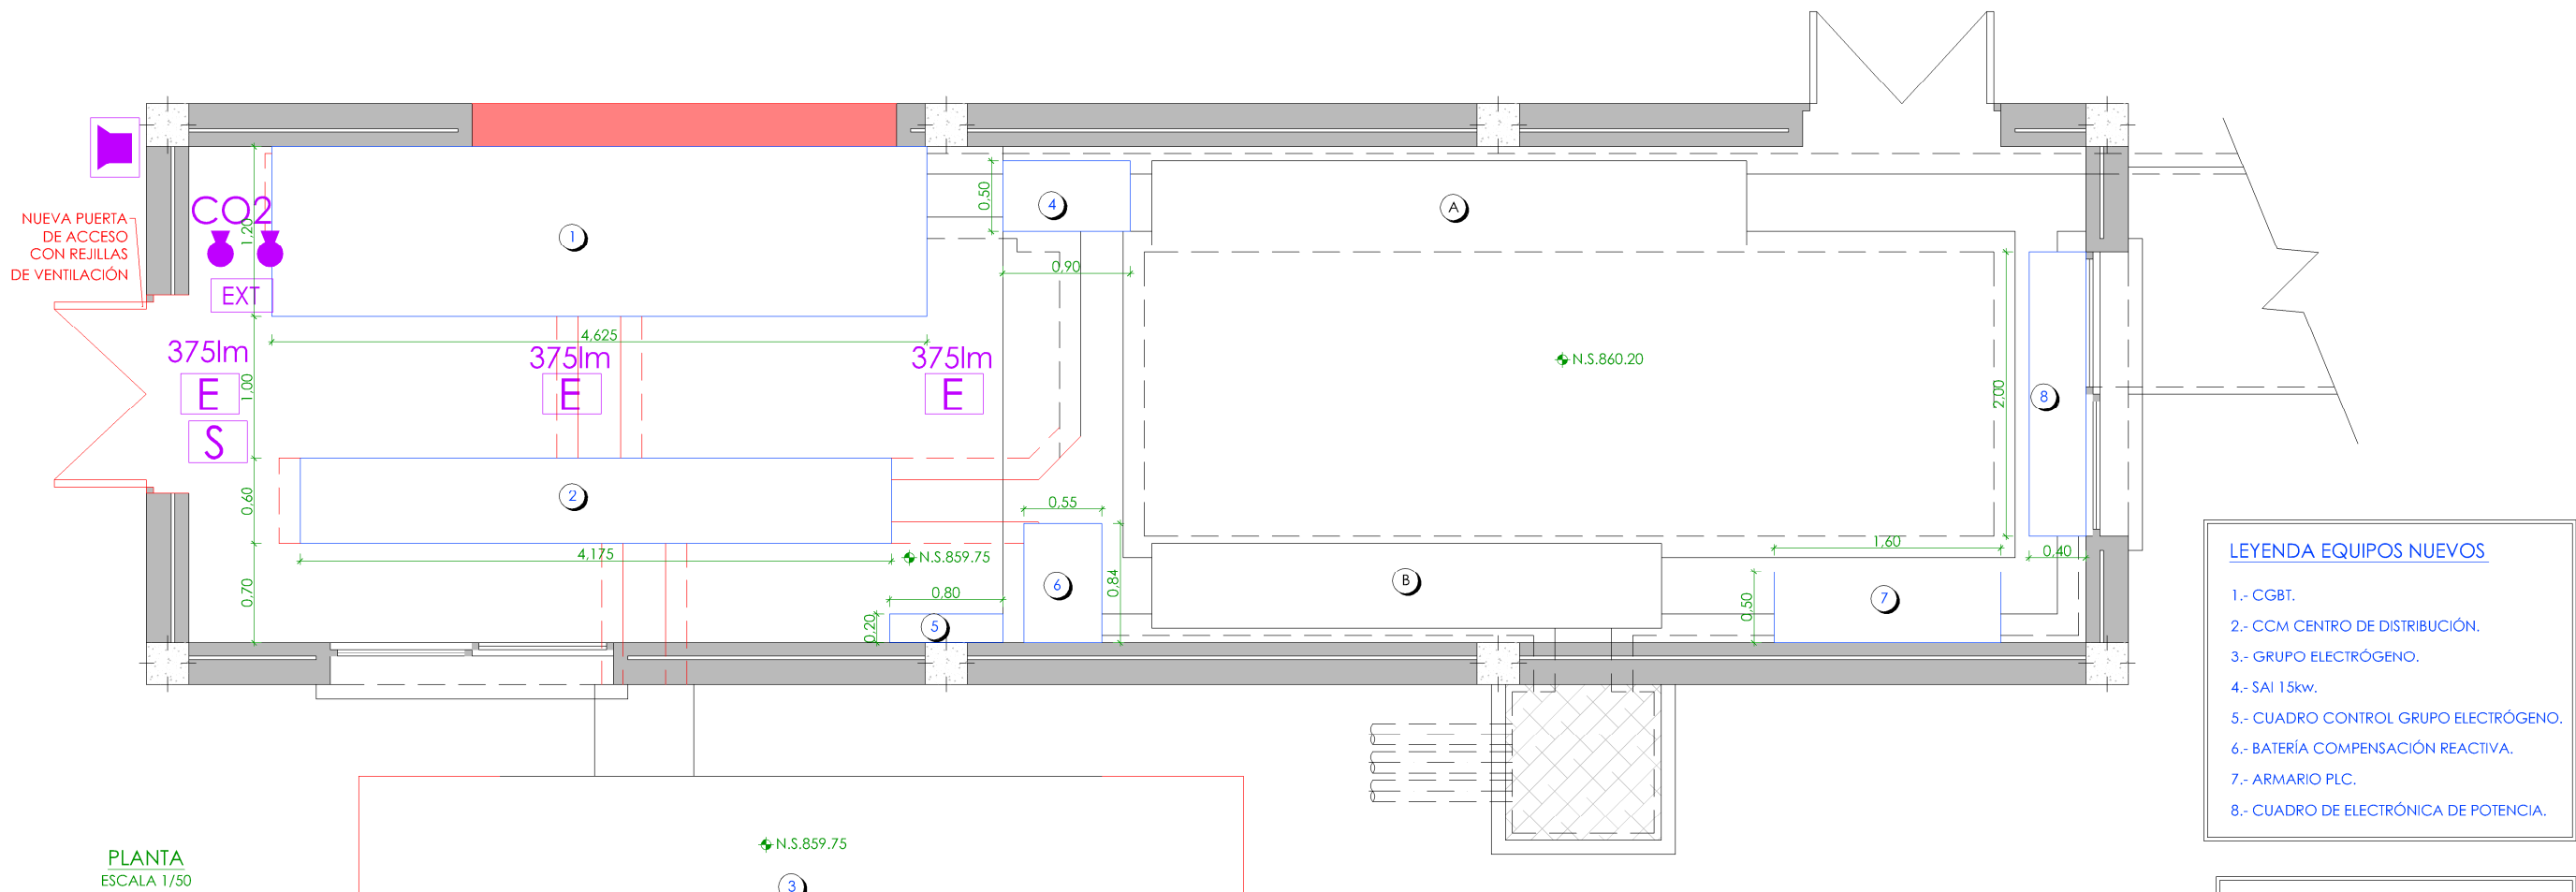 NUEVA PUERTA
DE ACCESO
CON REJILLAS
DE VENTILACIÓN
CO2
1,20
EXT
375lm
E
S
1,00
0,60
0,70
1
4,625
375lm
E
375lm
E
2
4,175
N.S.859.75
0,80
0,20
5
0,50
4
0,90
0,55
6
0,84
A
N.S.860.20
2,00
8
B
1,60
0,40
0,50
7
N.S.859.75
3
PLANTA
ESCALA 1/50
LEYENDA EQUIPOS NUEVOS
1.- CGBT.
2.- CCM CENTRO DE DISTRIBUCIÓN.
3.- GRUPO ELECTRÓGENO.
4.- SAI 15kw.
5.- CUADRO CONTROL GRUPO ELECTRÓGENO.
6.- BATERÍA COMPENSACIÓN REACTIVA.
7.- ARMARIO PLC.
8.- CUADRO DE ELECTRÓNICA DE POTENCIA.